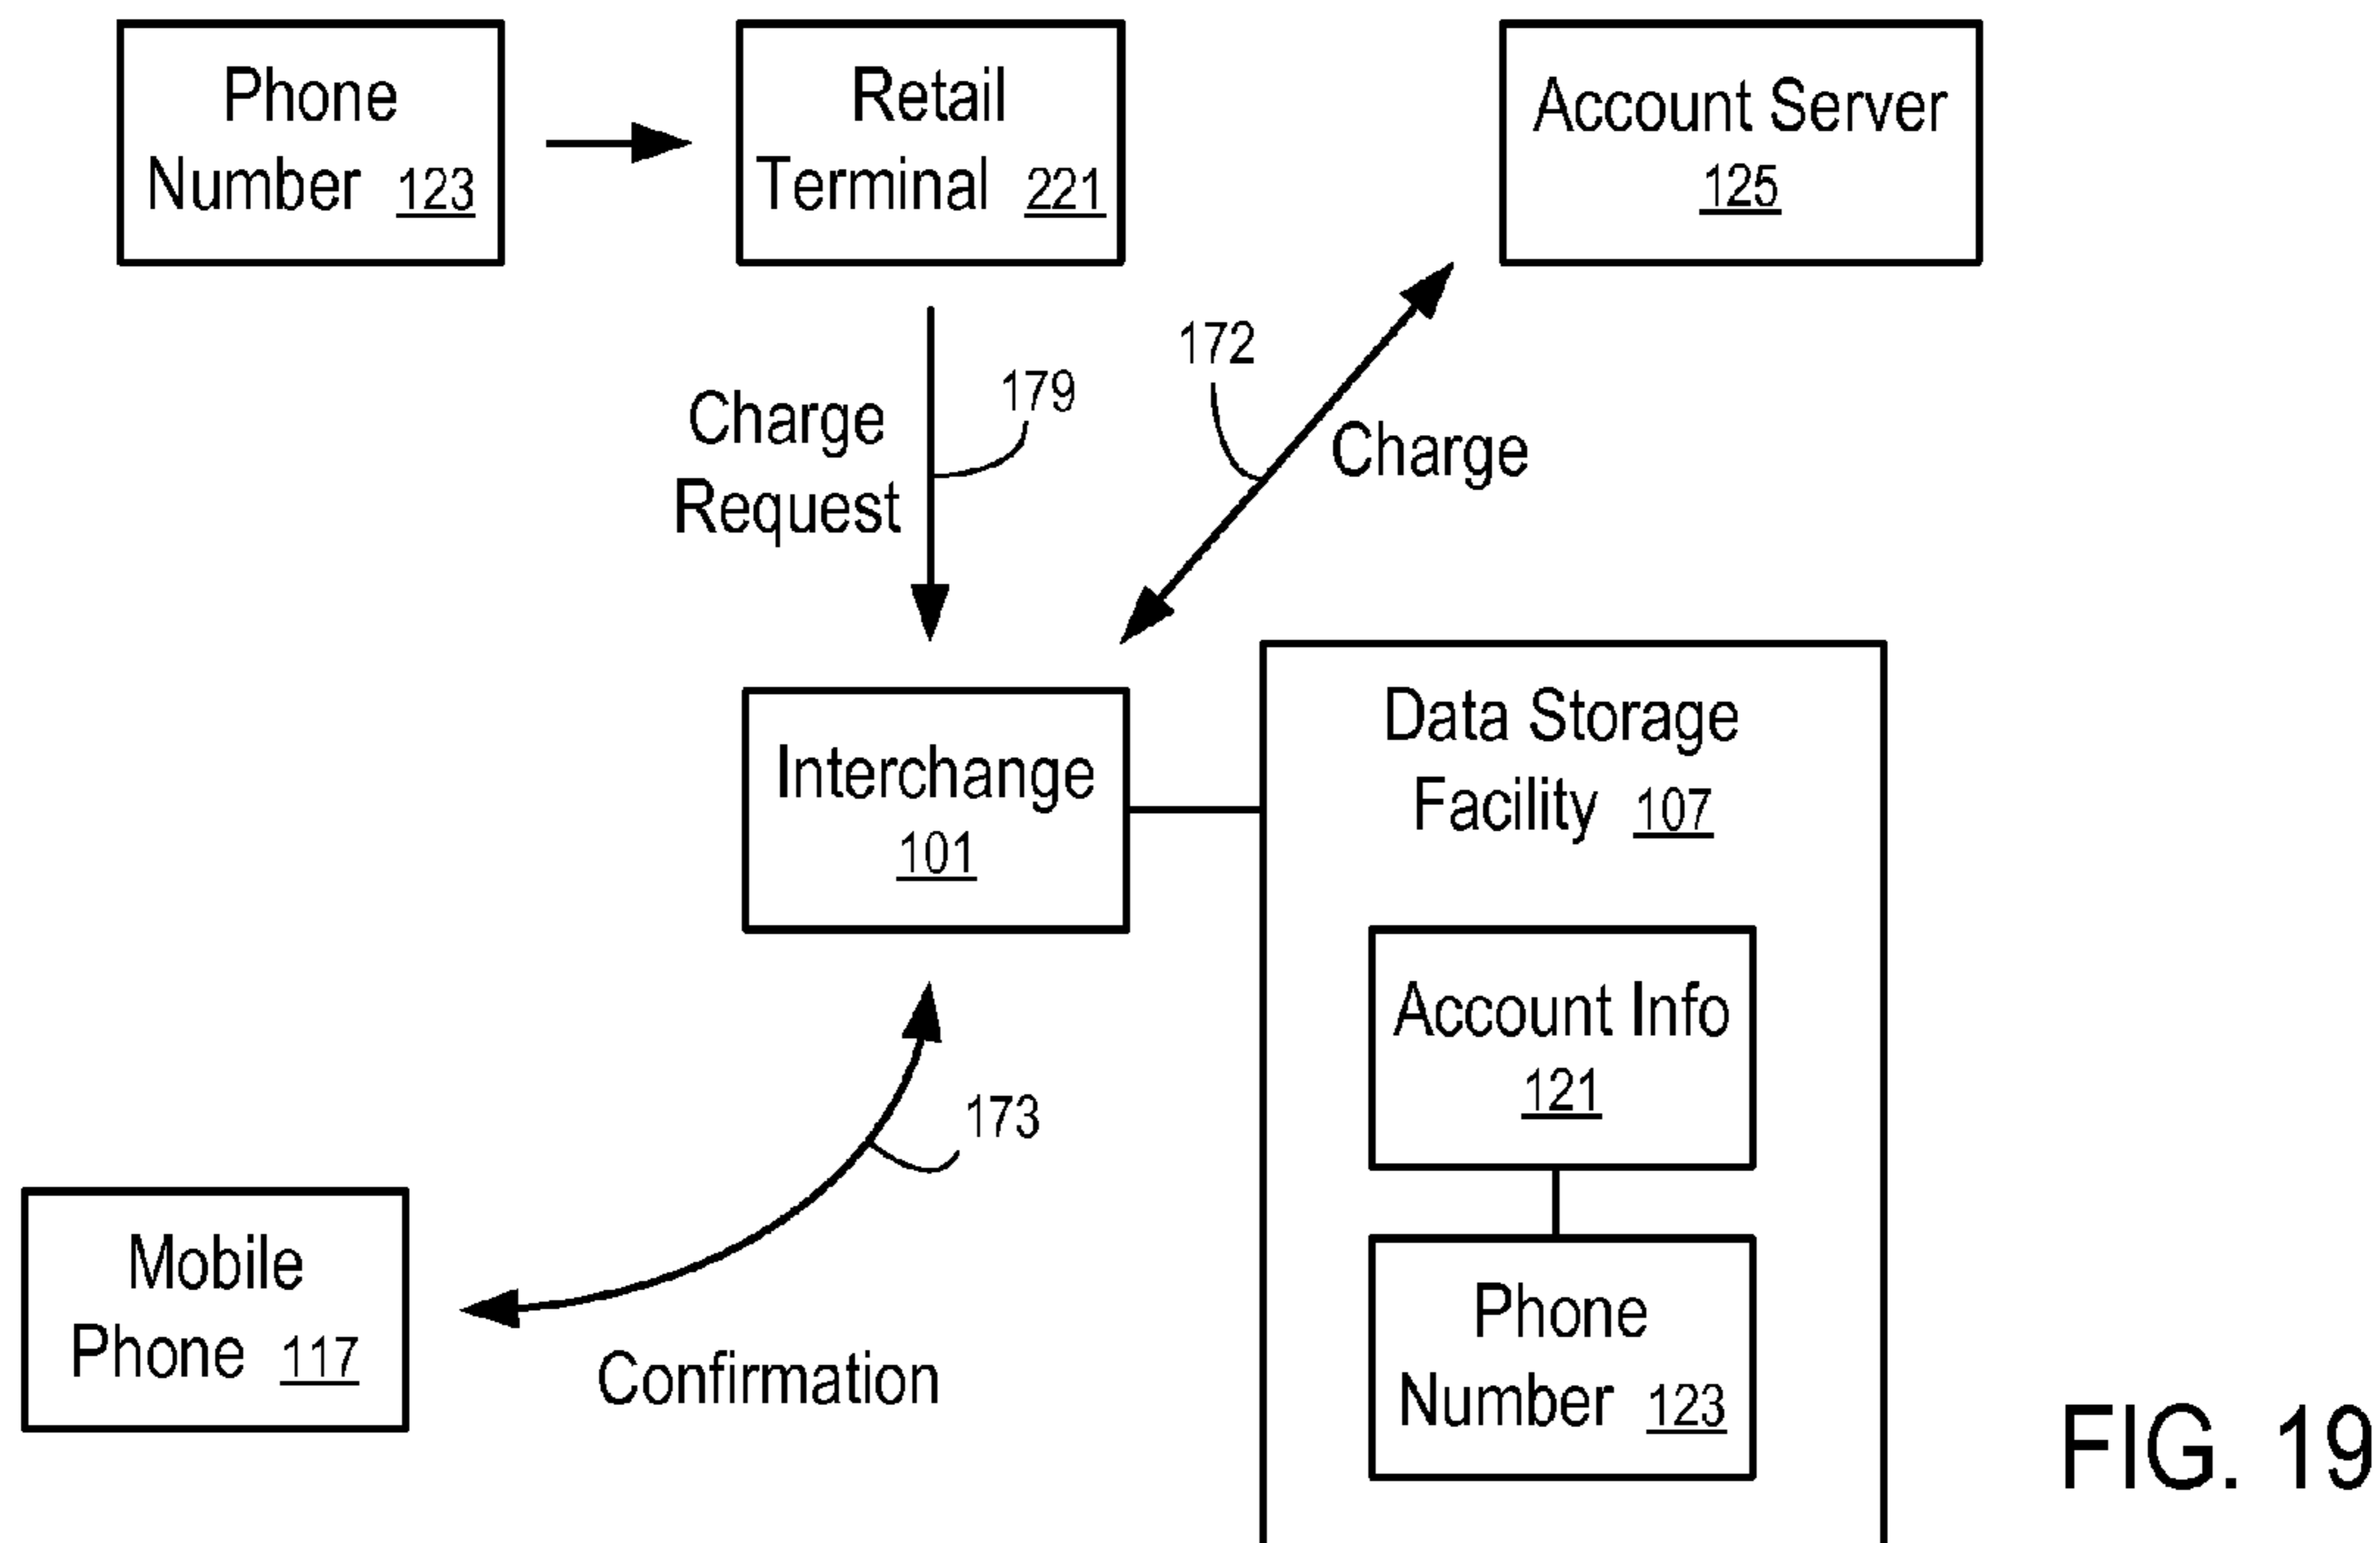 Phone
Number 123
Retail
Terminal 221
Account Server
125
Charge
Request
179
172
Charge
Interchange
101
Data Storage
Facility 107
Account Info
121
Phone
Number 123
173
Mobile
Phone 117
Confirmation
FIG. 19